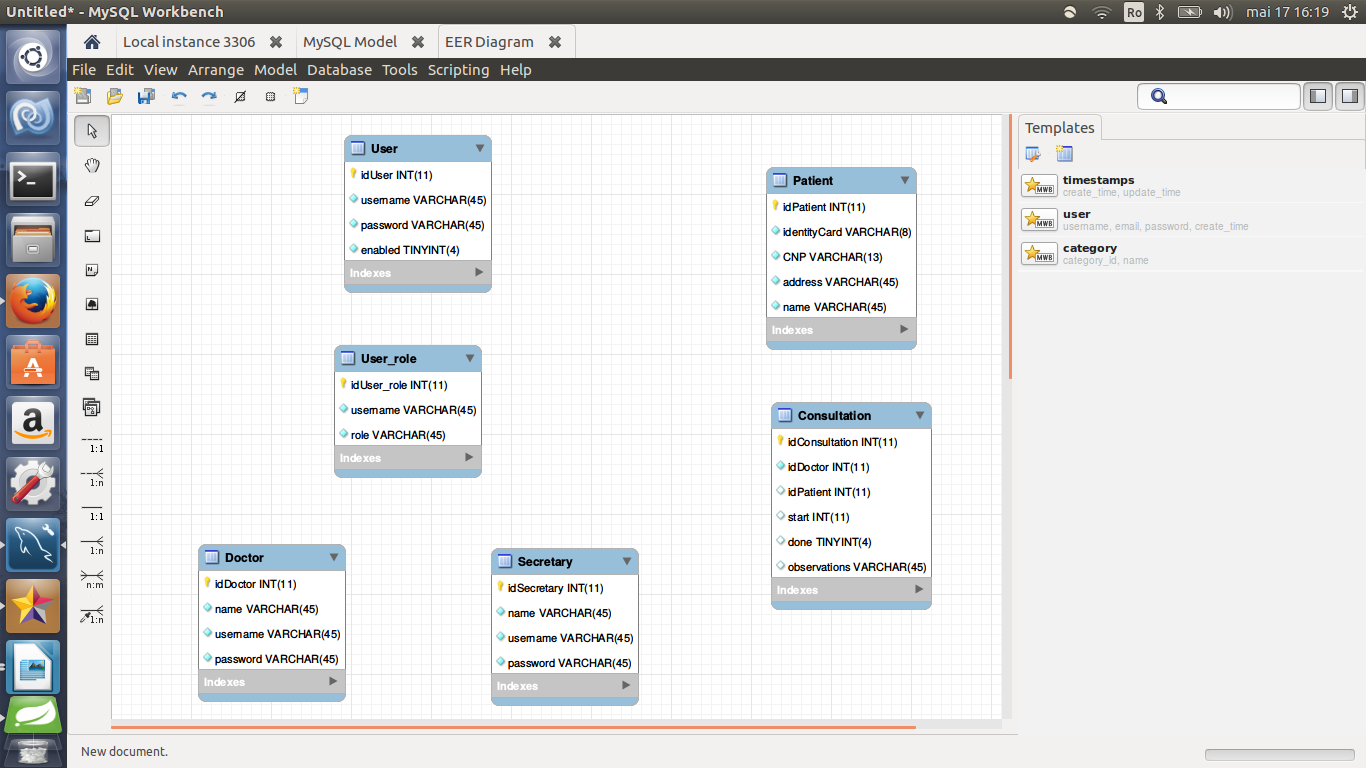 Untitled* - MySQL Workbench
Ro
mai 17 16:19
Local instance 3306
MySQL Model
EER Diagram
File Edit View Arrange Model Database Tools Scripting Help
User
idUser INT(11)
username VARCHAR(45)
password VARCHAR(45)
enabled TINYINT(4)
Indexes
Patient
idPatient INT(11)
identityCard VARCHAR(8)
CNP VARCHAR(13)
address VARCHAR(45)
name VARCHAR(45)
Indexes
User_role
idUser_role INT(11)
username VARCHAR(45)
role VARCHAR(45)
Indexes
Consultation
idConsultation INT(11)
idDoctor INT(11)
idPatient INT(11)
start INT(11)
done TINYINT(4)
observations VARCHAR(45)
Indexes
Doctor
idDoctor INT(11)
name VARCHAR(45)
username VARCHAR(45)
password VARCHAR(45)
Indexes
Secretary
idSecretary INT(11)
name VARCHAR(45)
username VARCHAR(45)
password VARCHAR(45)
Indexes
1:1
1:n
1:1
1:n
n:m
1:n
Templates
MWB
timestamps
create_time, update_time
MWB
user
username, email, password, create_time
MWB
category
category_id, name
New document.